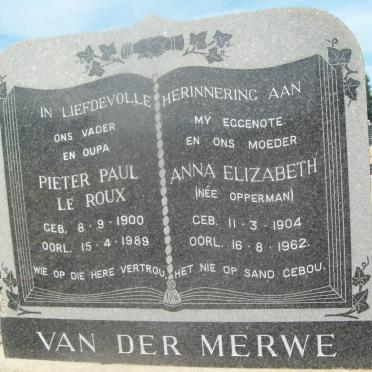 IN LIEFDEVOLLE HERINNERING AAN
ONS VADER
EN OUPA
PIETER PAUL
LE ROUX
GEB. 8·9·1900
OORL. 15·4·1989
MY EGGENOTE
EN ONS MOEDER
ANNA ELIZABETH
(NÉE OPPERMAN)
GEB. 11·3·1904
OORL. 16·8·1962.
WIE OP DIE HERE VERTROU, HET NIE OP SAND GEBOU.
VAN DER MERWE